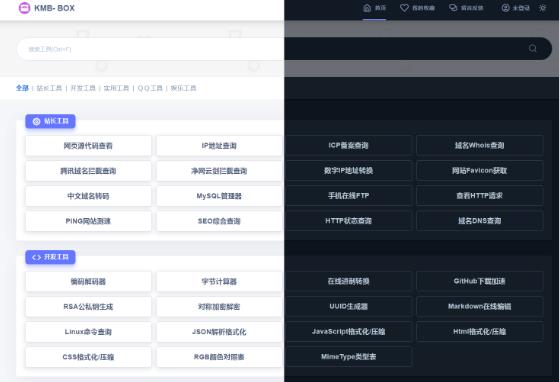 KMB- BOX
首页 我的收藏 留言反馈 未登录
搜索工具(Ctrl+F)
全部 | 站长工具 | 开发工具 | 实用工具 | QQ工具 | 娱乐工具
站长工具
网页源代码查看 IP地址查询 ICP备案查询 域名Whois查询
腾讯域名拦截查询 净网云剑拦截查询 数字IP地址转换 网站Favicon获取
中文域名转码 MySQL管理器 手机在线FTP 查看HTTP请求
PING网站测速 SEO综合查询 HTTP状态查询 域名DNS查询
开发工具
编码解码器 字节计算器 在线进制转换 GitHub下载加速
RSA公私钥生成 对称加密解密 UUID生成器 Markdown在线编辑
Linux命令查询 JSON解析格式化 JavaScript格式化/压缩 Html格式化/压缩
CSS格式化/压缩 RGB颜色对照表 MimeType类型表